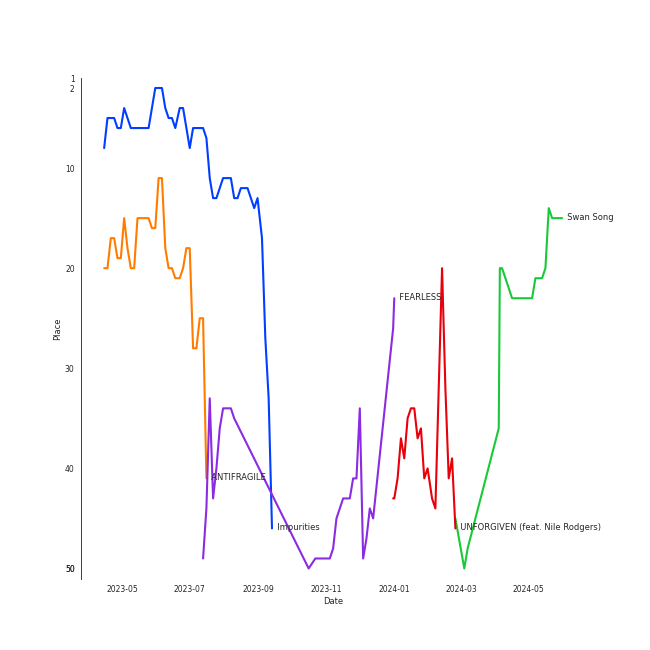 1
2
10
Swan Song
20
FEARLESS
Place
30
40
ANTIFRAGILE
Impurities
UNFORGIVEN (feat. Nile Rodgers)
50
2023-05
2023-07
2023-09
2023-11
2024-01
2024-03
2024-05
Date